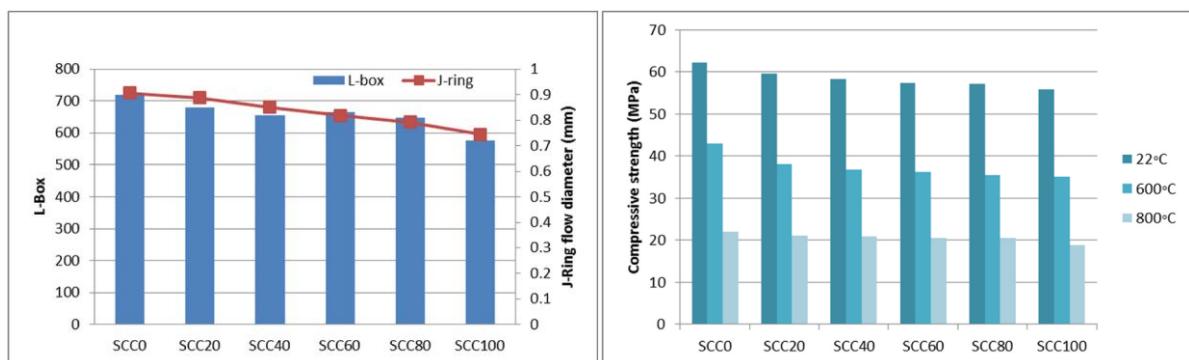 L-box
J-ring
800
700
600
500
400
300
200
100
0
L-Box
1
0.9
0.8
0.7
0.6
0.5
0.4
0.3
0.2
0.1
0
J-Ring flow diameter (mm)
SCC0 SCC20 SCC40 SCC60 SCC80 SCC100
70
60
50
40
30
20
10
0
Compressive strength (MPa)
SCC0 SCC20 SCC40 SCC60 SCC80 SCC100
22°C
600°C
800°C